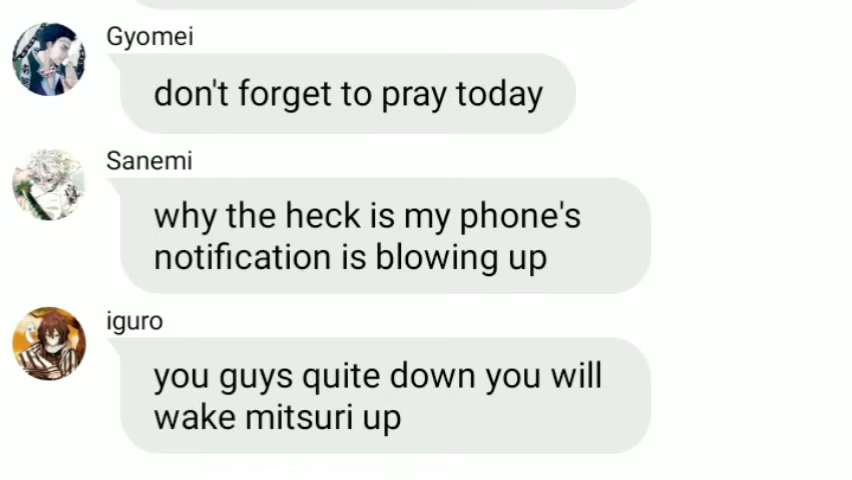 Gyomei
don't forget to pray today
Sanemi
why the heck is my phone's
notification is blowing up
iguro
you guys quite down you will
wake mitsuri up